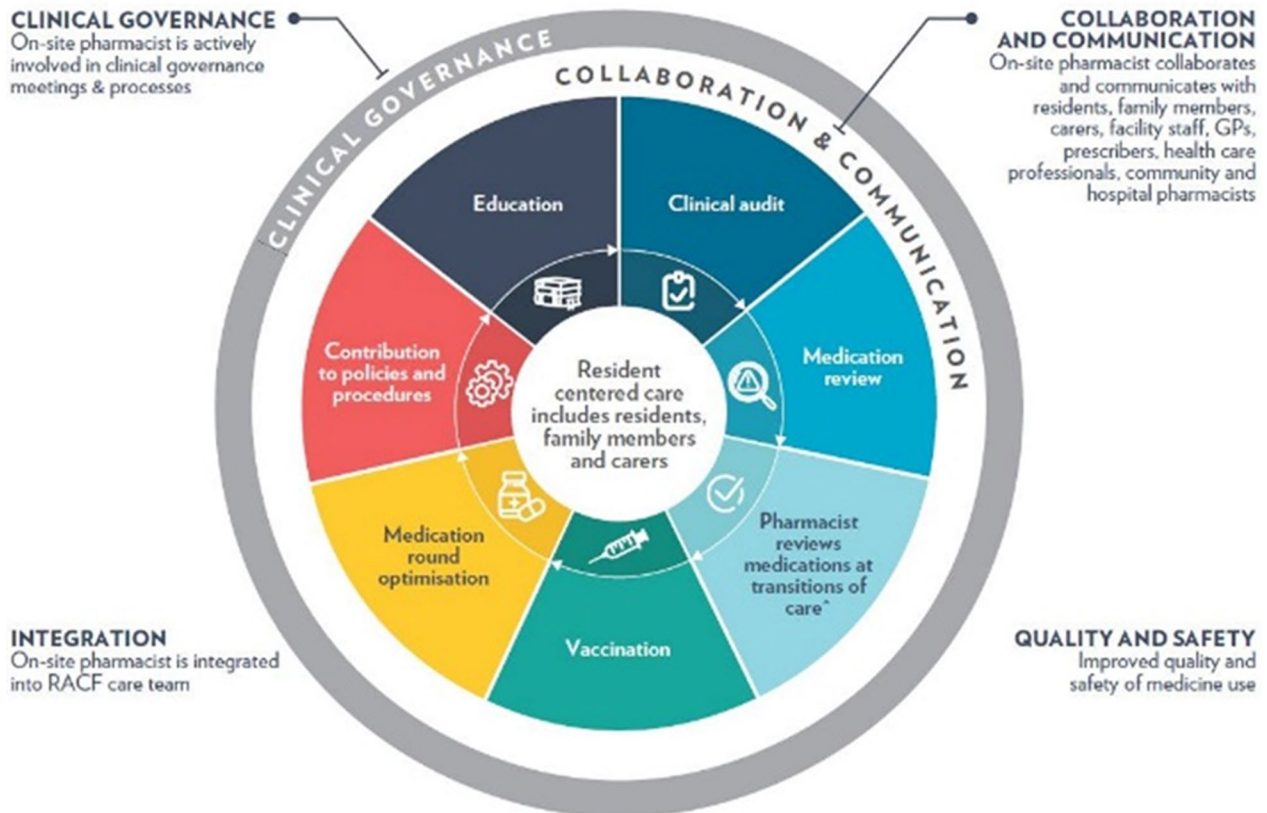 CLINICAL GOVERNANCE
On-site pharmacist is actively
involved in clinical governance
meetings & processes
COLLABORATION
AND COMMUNICATION
On-site pharmacist collaborates
and communicates with
residents, family members,
carers, facility staff, GPs,
prescribers, health care
professionals, community and
hospital pharmacists
CLINICAL GOVERNANCE
COLLABORATION & COMMUNICATION
Education
Clinical audit
Medication
review
Pharmacist
reviews
medications at
transitions of
care^
Vaccination
Medication
round
optimisation
Contribution
to policies and
procedures
Resident
centered care
includes residents,
family members
and carers
INTEGRATION
On-site pharmacist is integrated
into RACF care team
QUALITY AND SAFETY
Improved quality and
safety of medicine use